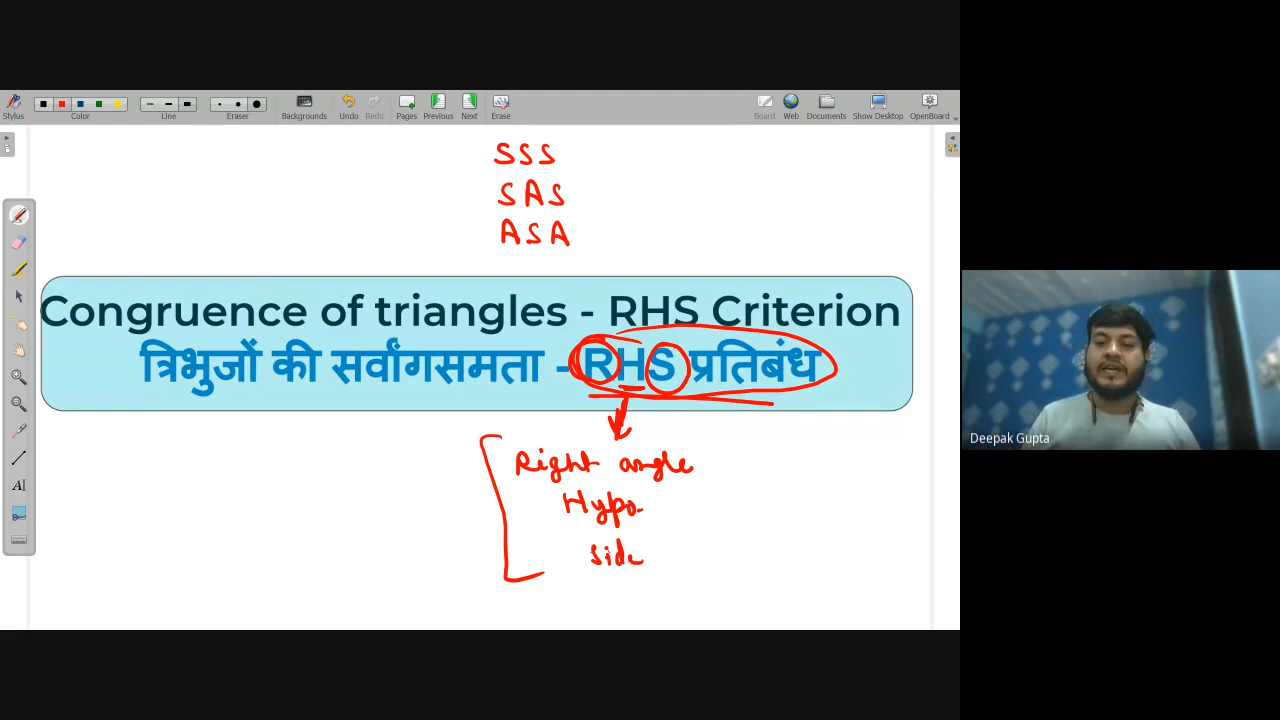 Stylus
Color
Line
Eraser
Backgrounds
Undo
Redo
Pages
Previous
Next
Erase
Board
Web
Documents
Show Desktop
OpenBoard
SSS
SAS
ASA
Congruence of triangles - RHS Criterion
त्रिभुजों की सर्वांगसमता - RHS प्रतिबंध
Right angle
Hypo.
side
Deepak Gupta